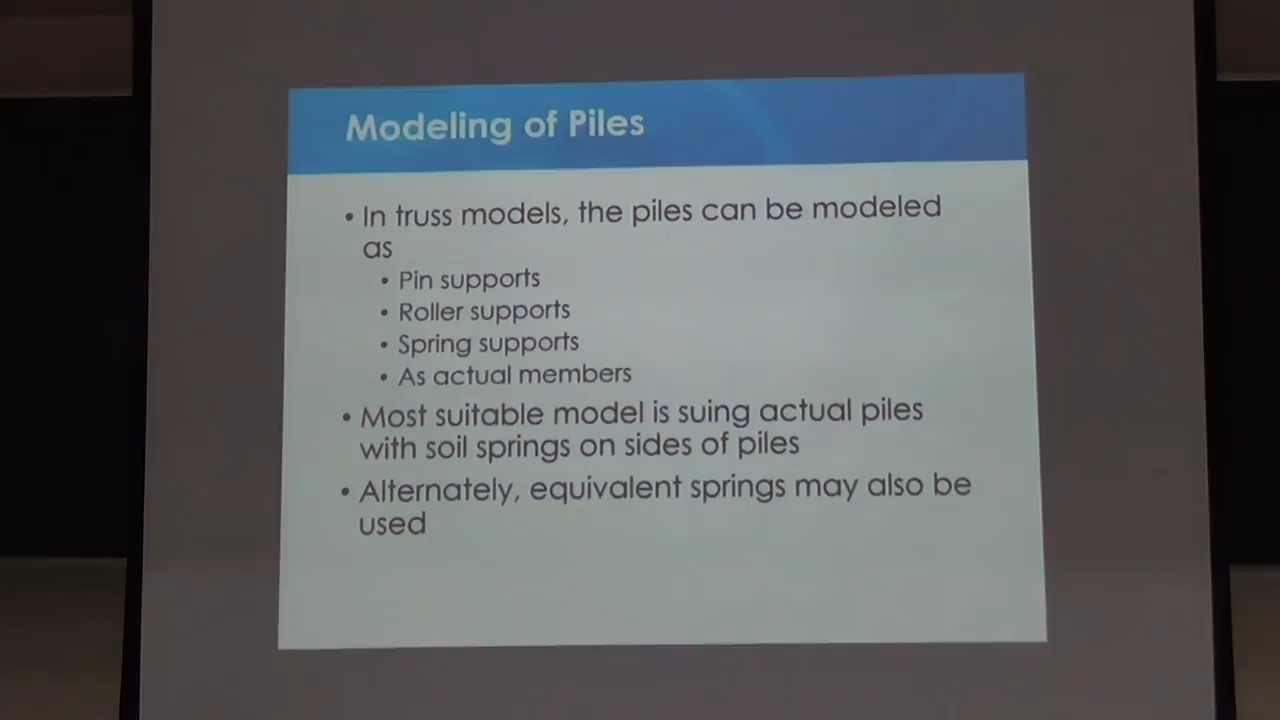 Modeling of Piles
• In truss models, the piles can be modeled
as
• Pin supports
• Roller supports
• Spring supports
• As actual members
• Most suitable model is suing actual piles
with soil springs on sides of piles
• Alternately, equivalent springs may also be
used